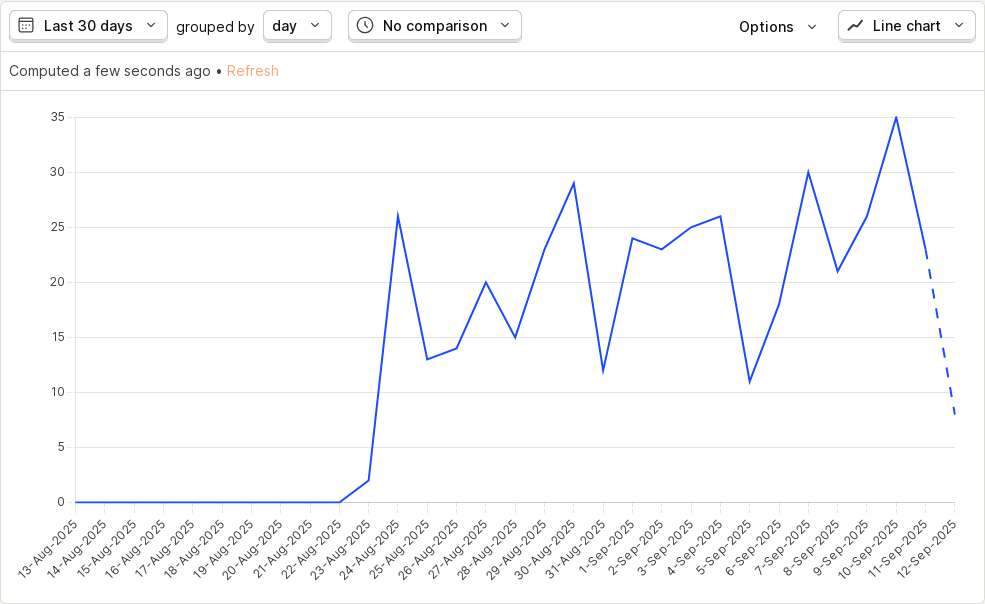 Last 30 days grouped by day No comparison Options Line chart
Computed a few seconds ago • Refresh
35
30
25
20
15
10
5
0
13-Aug-2025
14-Aug-2025
15-Aug-2025
16-Aug-2025
17-Aug-2025
18-Aug-2025
19-Aug-2025
20-Aug-2025
21-Aug-2025
22-Aug-2025
23-Aug-2025
24-Aug-2025
25-Aug-2025
26-Aug-2025
27-Aug-2025
28-Aug-2025
29-Aug-2025
30-Aug-2025
31-Aug-2025
1-Sep-2025
2-Sep-2025
3-Sep-2025
4-Sep-2025
5-Sep-2025
6-Sep-2025
7-Sep-2025
8-Sep-2025
9-Sep-2025
10-Sep-2025
11-Sep-2025
12-Sep-2025